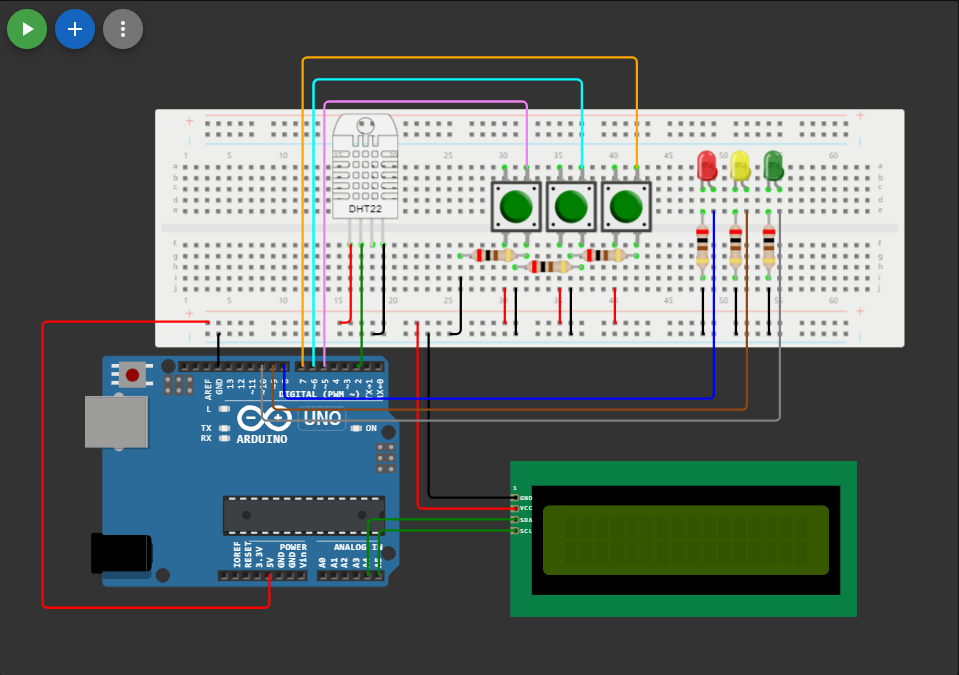 1 5 10 15 20 25 30 35 40 45 50 55 60
a
b
c
d
e
DHT22
f
g
h
i
j
1 5 10 15 20 25 30 35 40 45 50 55 60
AREF
GND
13
12
~11
~10
~9
8
7
~6
~5
4
~3
2
TX→1
RX←0
DIGITAL (PWM ~)
L
TX
RX
UNO
ON
ARDUINO
IOREF
RESET
3.3V
5V
GND
GND
Vin
POWER
ANALOG IN
A0
A1
A2
A3
A4
A5
1
GND
VCC
SDA
SCL